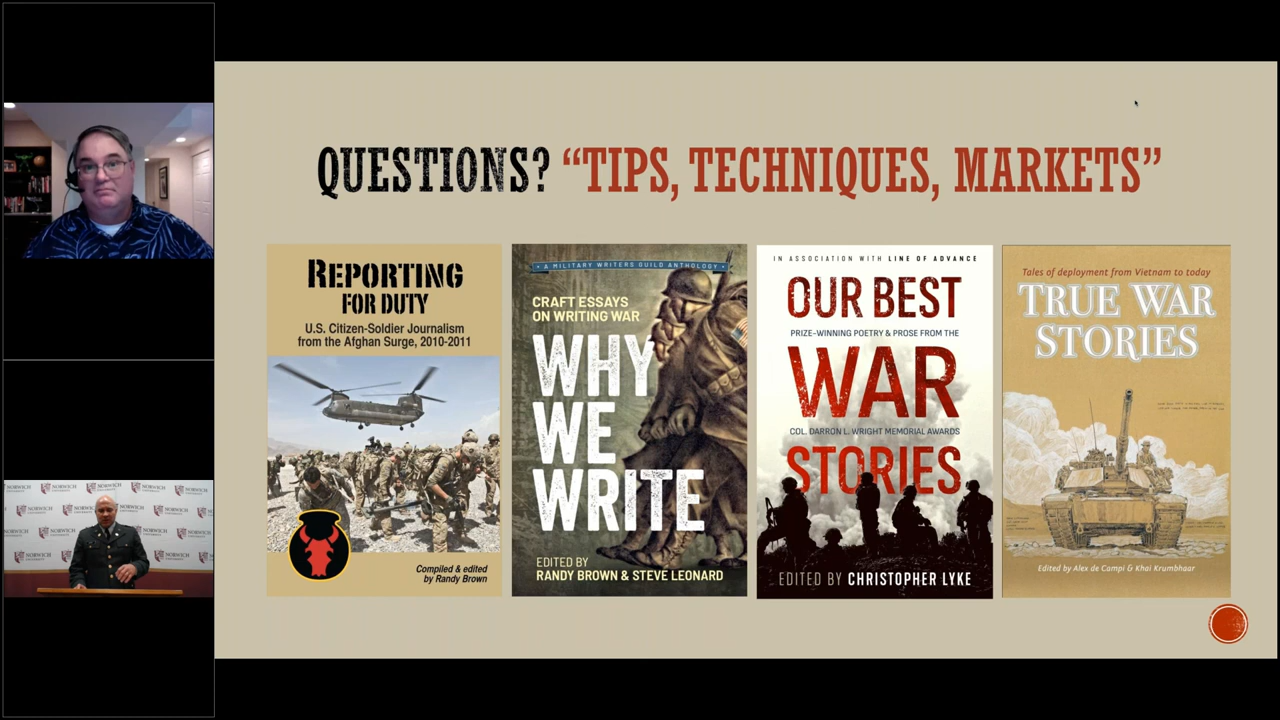 QUESTIONS? “TIPS, TECHNIQUES, MARKETS”
REPORTING
FOR DUTY
U.S. Citizen-Soldier Journalism
from the Afghan Surge, 2010-2011
Compiled & edited
by Randy Brown
• A MILITARY WRITERS GUILD ANTHOLOGY •
CRAFT ESSAYS
ON WRITING WAR
WHY
WE
WRITE
EDITED BY
RANDY BROWN & STEVE LEONARD
IN ASSOCIATION WITH LINE OF ADVANCE
OUR BEST
PRIZE-WINNING POETRY & PROSE FROM THE
WAR
COL. DARRON L. WRIGHT MEMORIAL AWARDS
STORIES
EDITED BY CHRISTOPHER LYKE
Tales of deployment from Vietnam to today
TRUE WAR
STORIES
Edited by Alex de Campi & Khai Krumbhaar
NORWICH
UNIVERSITY